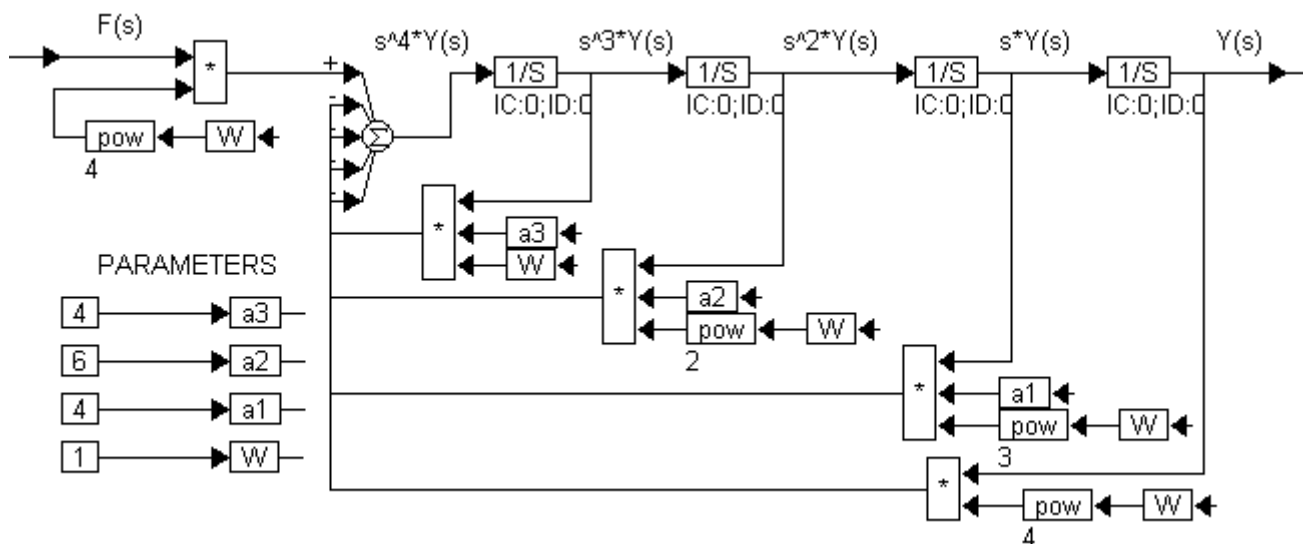 F(s) s^4*Y(s) s^3*Y(s) s^2*Y(s) s*Y(s) Y(s)
* + 1/S 1/S 1/S 1/S
IC:0;ID:0 IC:0;ID:0 IC:0;ID:0 IC:0;ID:0
-
pow W - Σ
4 -
-
* a3
W
PARAMETERS
* a2
4 a3
pow W
2
6 a2
* a1
4 a1
pow W
3
1 W
*
pow W
4